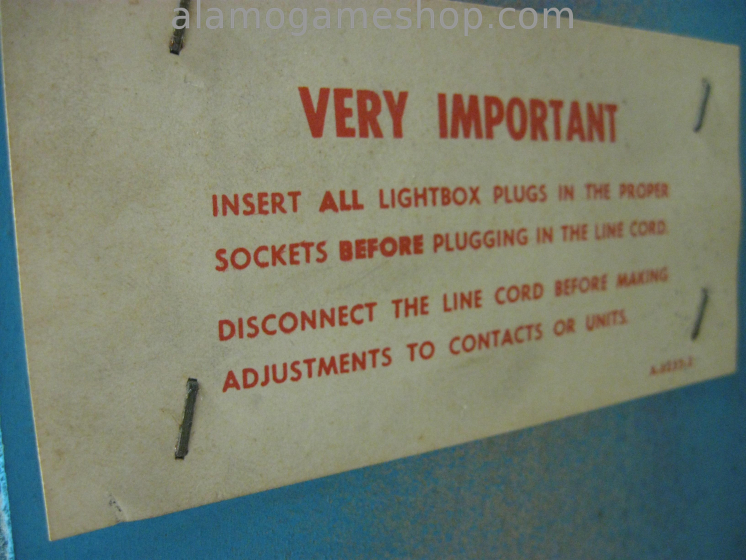 alamogameshop.com
VERY IMPORTANT
INSERT ALL LIGHTBOX PLUGS IN THE PROPER
SOCKETS BEFORE PLUGGING IN THE LINE CORD.
DISCONNECT THE LINE CORD BEFORE MAKING
ADJUSTMENTS TO CONTACTS OR UNITS.